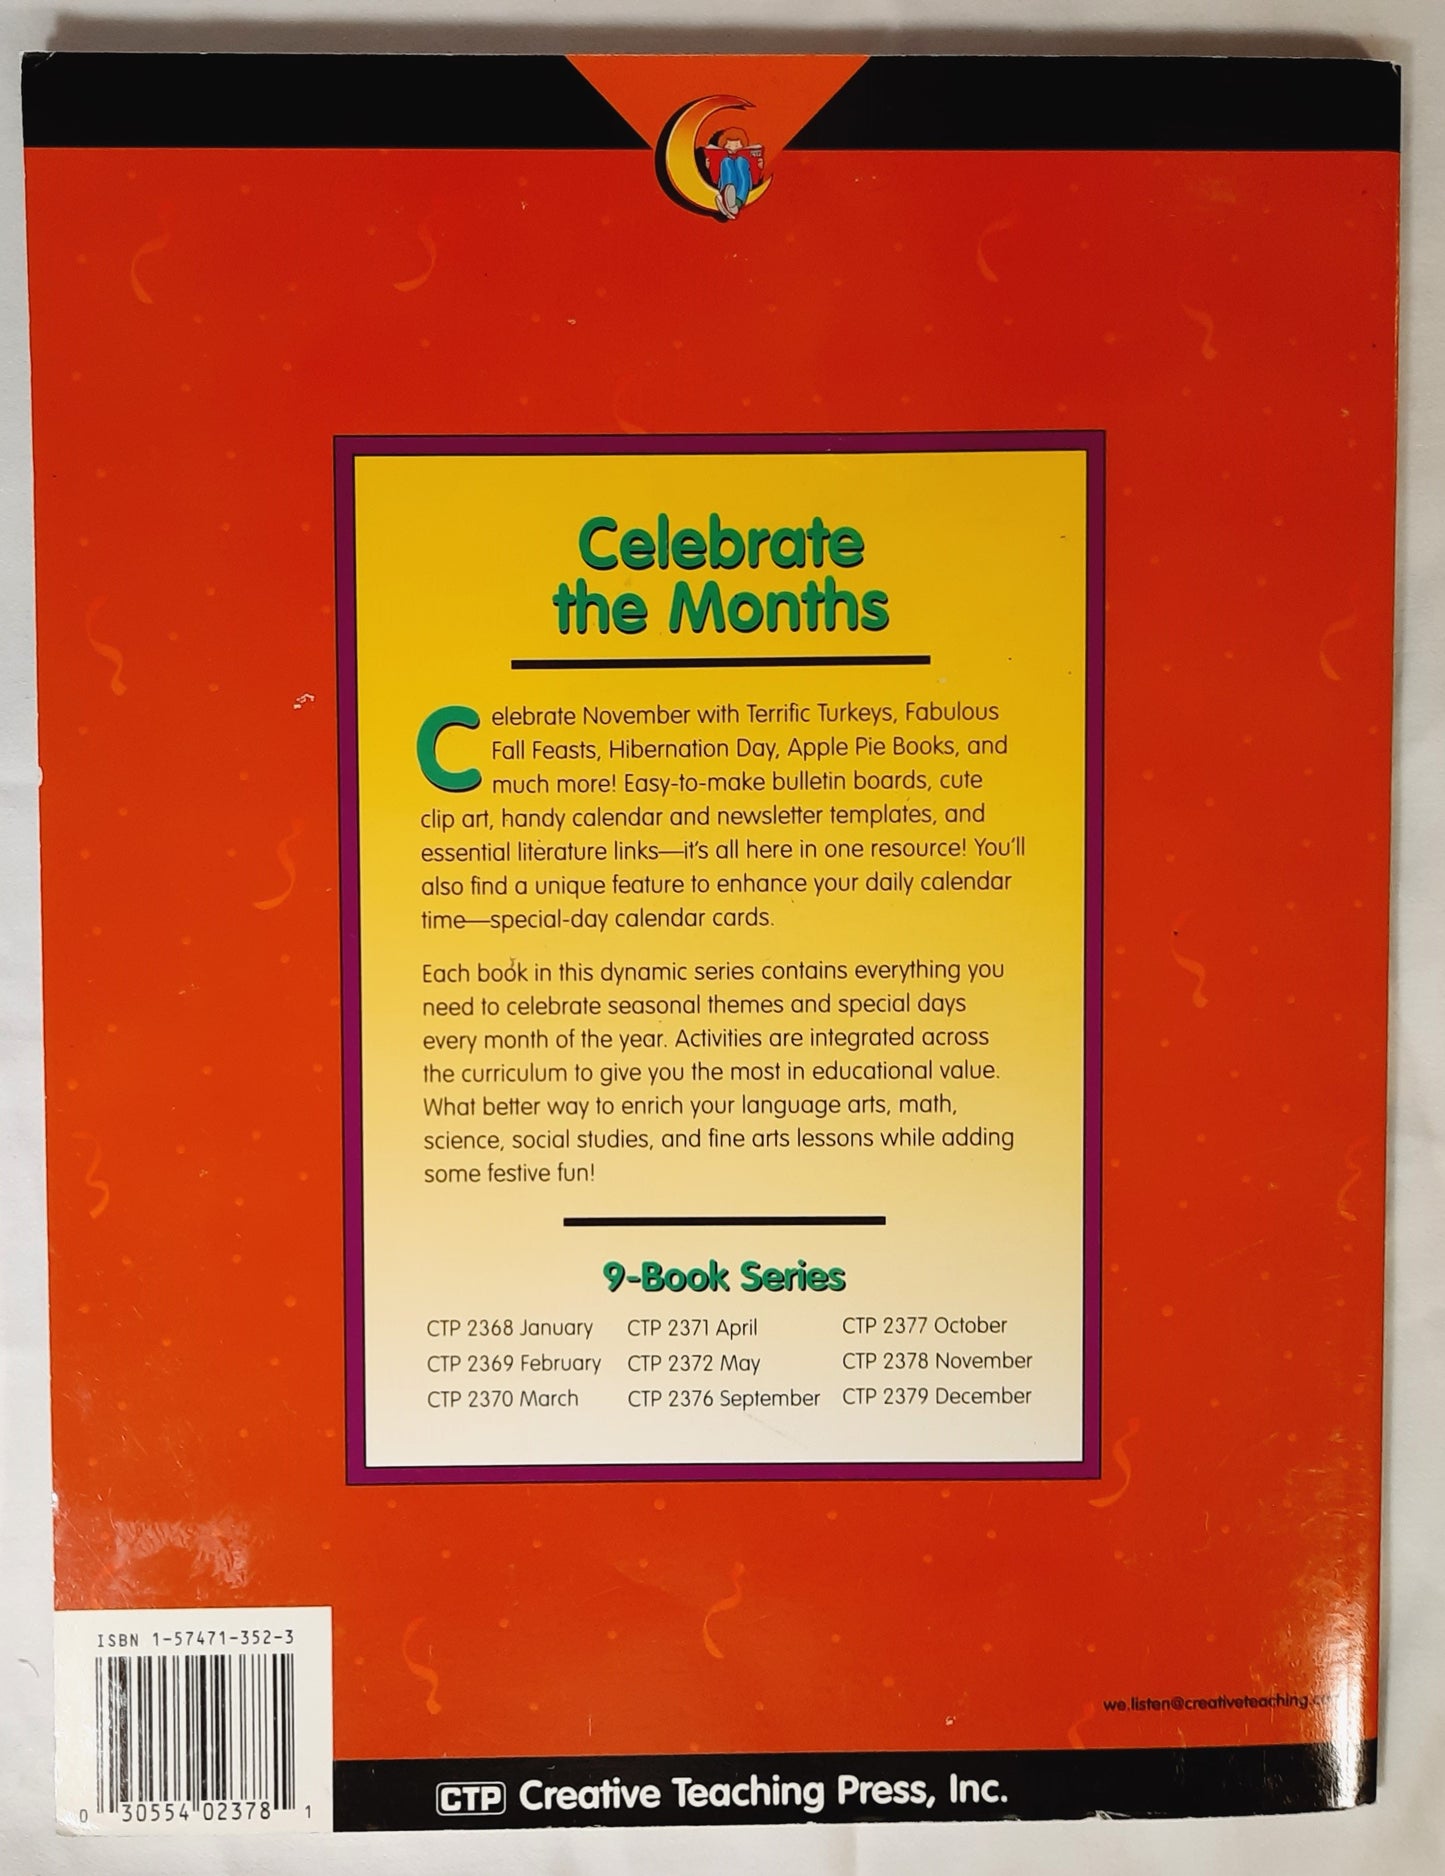 Celebrate
the Months
Celebrate November with Terrific Turkeys, Fabulous
Fall Feasts, Hibernation Day, Apple Pie Books, and
much more! Easy-to-make bulletin boards, cute
clip art, handy calendar and newsletter templates, and
essential literature links—it's all here in one resource! You'll
also find a unique feature to enhance your daily calendar
time—special-day calendar cards.
Each book in this dynamic series contains everything you
need to celebrate seasonal themes and special days
every month of the year. Activities are integrated across
the curriculum to give you the most in educational value.
What better way to enrich your language arts, math,
science, social studies, and fine arts lessons while adding
some festive fun!
9-Book Series
CTP 2368 January CTP 2371 April CTP 2377 October
CTP 2369 February CTP 2372 May CTP 2378 November
CTP 2370 March CTP 2376 September CTP 2379 December
ISBN 1-57471-352-3
0 30554 02378 1
we.listen@creativeteaching.
CTP Creative Teaching Press, Inc.